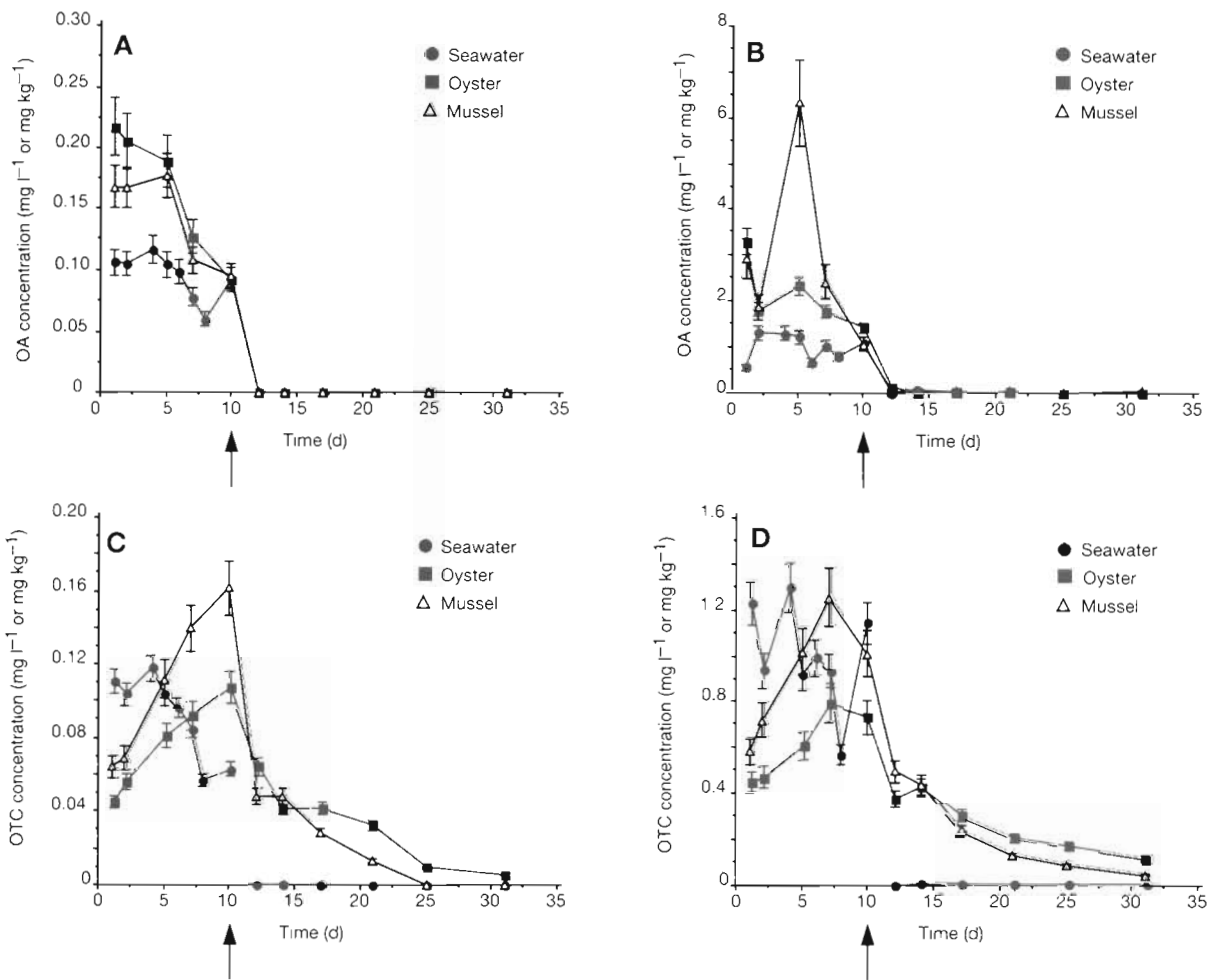 A
Seawater
Oyster
Mussel
OA concentration (mg l⁻¹ or mg kg⁻¹)
0.30
0.25
0.20
0.15
0.10
0.05
0
0 5 10 15 20 25 30 35
Time (d)
B
Seawater
Oyster
Mussel
OA concentration (mg l⁻¹ or mg kg⁻¹)
8
6
4
2
0
0 5 10 15 20 25 30 35
Time (d)
C
Seawater
Oyster
Mussel
OTC concentration (mg l⁻¹ or mg kg⁻¹)
0.20
0.16
0.12
0.08
0.04
0
0 5 10 15 20 25 30 35
Time (d)
D
Seawater
Oyster
Mussel
OTC concentration (mg l⁻¹ or mg kg⁻¹)
1.6
1.2
0.8
0.4
0
0 5 10 15 20 25 30 35
Time (d)